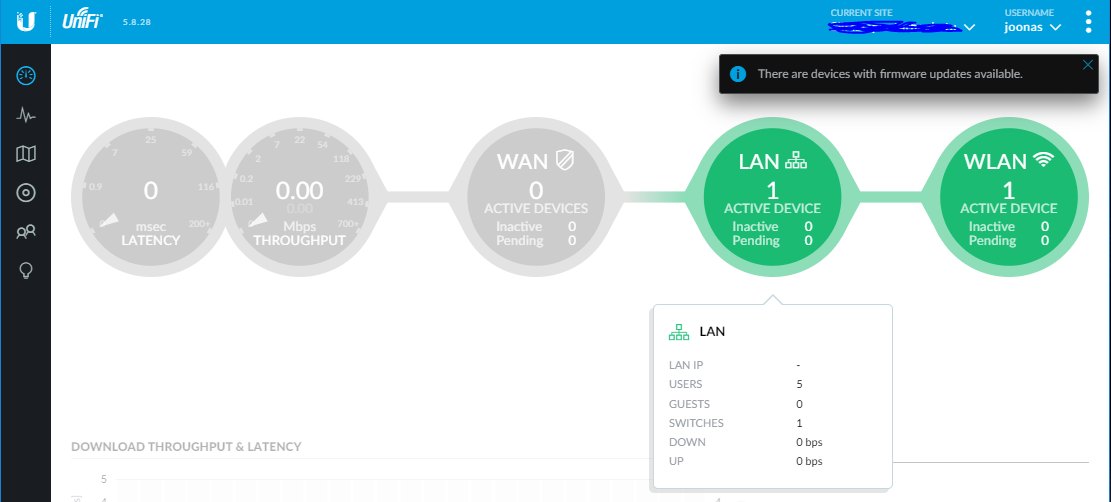 UniFi 5.8.28
CURRENT SITE
USERNAME
joonas
There are devices with firmware updates available.
7 25 59
0.9 116
0 200+
0
msec
LATENCY
2 7 22 54 118
0.2 229
0.01 413
0 700+
0.00
0.00
Mbps
THROUGHPUT
WAN
0
ACTIVE DEVICES
Inactive 0
Pending 0
LAN
1
ACTIVE DEVICE
Inactive 0
Pending 0
WLAN
1
ACTIVE DEVICE
Inactive 0
Pending 0
LAN
LAN IP -
USERS 5
GUESTS 0
SWITCHES 1
DOWN 0 bps
UP 0 bps
DOWNLOAD THROUGHPUT & LATENCY
5
4